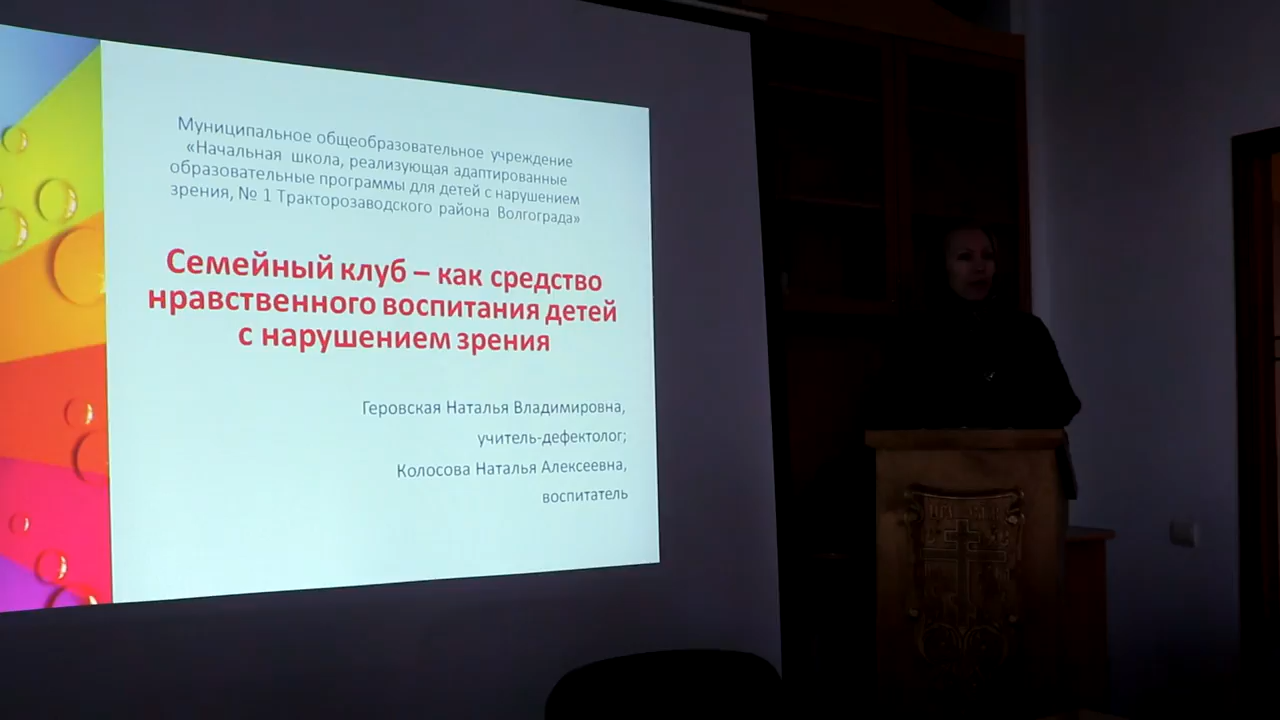 Муниципальное общеобразовательное учреждение
«Начальная школа, реализующая адаптированные
образовательные программы для детей с нарушением
зрения, № 1 Тракторозаводского района Волгограда»
Семейный клуб – как средство
нравственного воспитания детей
с нарушением зрения
Геровская Наталья Владимировна,
учитель-дефектолог;
Колосова Наталья Алексеевна,
воспитатель